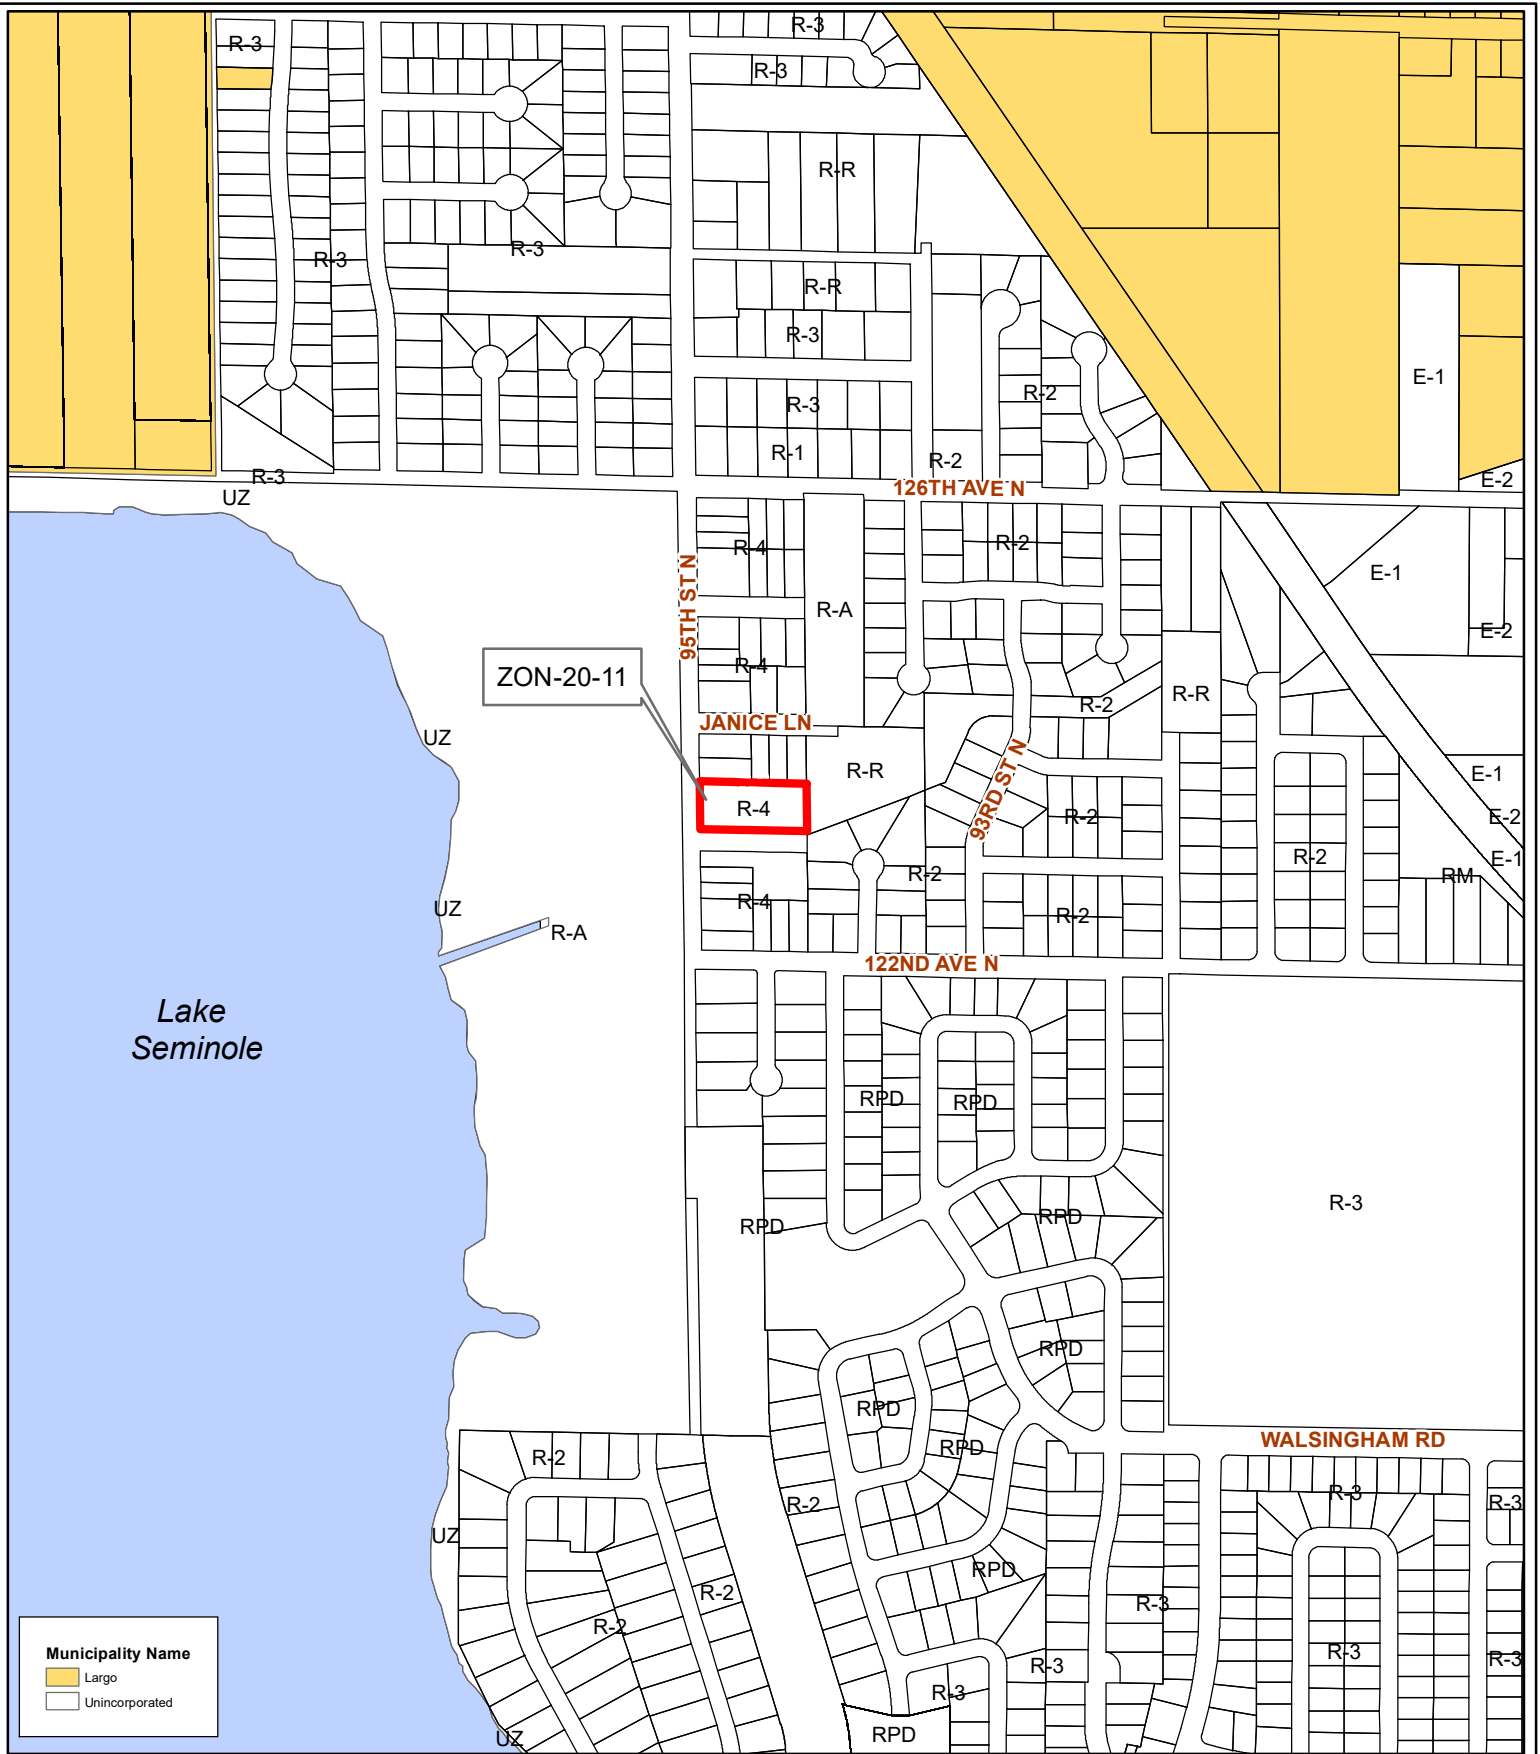 R-3
R-3
R-3
R-R
R-3
R-3
R-R
R-3
E-1
R-2
R-3
R-1
R-2
R-3
E-2
126TH AVE N
UZ
R-4
R-2
E-1
95TH ST N
R-A
E-2
R-4
ZON-20-11
R-R
R-2
JANICE LN
UZ
R-R
E-1
93RD ST N
R-4
R-2
E-2
R-2
E-1
R-2
RM
R-4
UZ
R-2
R-A
122ND AVE N
Lake
Seminole
RPD
RPD
R-3
RPD
RPD
RPD
RPD
WALSINGHAM RD
RPD
R-2
R-3
R-3
R-2
UZ
RPD
R-2
R-3
R-2
R-3
R-3
R-3
R-3
RPD
UZ
Municipality Name
Largo
Unincorporated